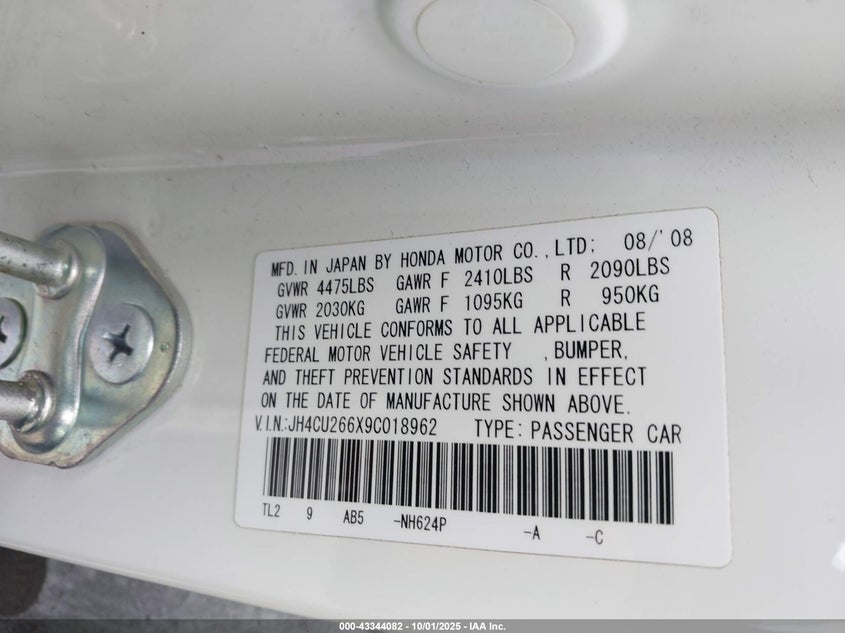 MFD. IN JAPAN BY HONDA MOTOR CO., LTD; 08/'08
GVWR 4475LBS GAWR F 2410LBS R 2090LBS
GVWR 2030KG GAWR F 1095KG R 950KG
THIS VEHICLE CONFORMS TO ALL APPLICABLE
FEDERAL MOTOR VEHICLE SAFETY , BUMPER,
AND THEFT PREVENTION STANDARDS IN EFFECT
ON THE DATE OF MANUFACTURE SHOWN ABOVE.
V.I.N.:JH4CU266X9C018962 TYPE: PASSENGER CAR
TL2 9 AB5 -NH624P -A -C
000-43344082 - 10/01/2025 - IAA Inc.